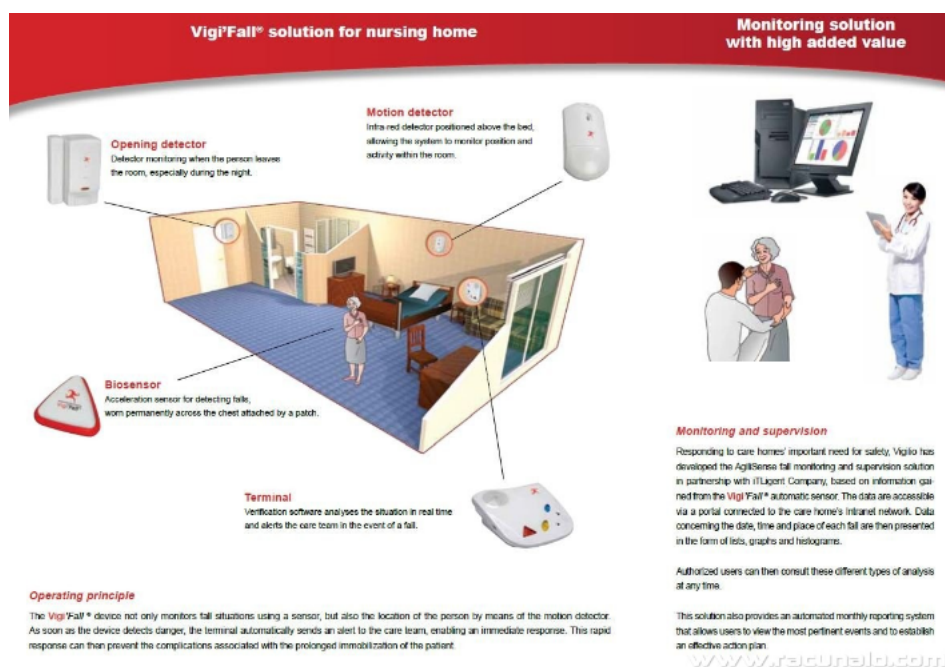 Vigi'Fall® solution for nursing home
Monitoring solution
with high added value
Opening detector
Detector monitoring when the person leaves
the room, especially during the night.
Motion detector
Infra-red detector positioned above the bed,
allowing the system to monitor position and
activity within the room.
Biosensor
Acceleration sensor for detecting falls,
worn permanently across the chest attached by a patch.
Terminal
Verification software analyses the situation in real time
and alerts the care team in the event of a fall.
Operating principle
The Vigi'Fall® device not only monitors fall situations using a sensor, but also the location of the person by means of the motion detector.
As soon as the device detects danger, the terminal automatically sends an alert to the care team, enabling an immediate response. This rapid
response can then prevent the complications associated with the prolonged immobilization of the patient.
Monitoring and supervision
Responding to care homes' important need for safety, Vigilio has
developed the AgiliSense fall monitoring and supervision solution
in partnership with iTLigent Company, based on information gai-
ned from the Vigi'Fall® automatic sensor. The data are accessible
via a portal connected to the care home's Intranet network. Data
concerning the date, time and place of each fall are then presented
in the form of lists, graphs and histograms.
Authorized users can then consult these different types of analysis
at any time.
This solution also provides an automated monthly reporting system
that allows users to view the most pertinent events and to establish
an effective action plan.
www.racunalo.com